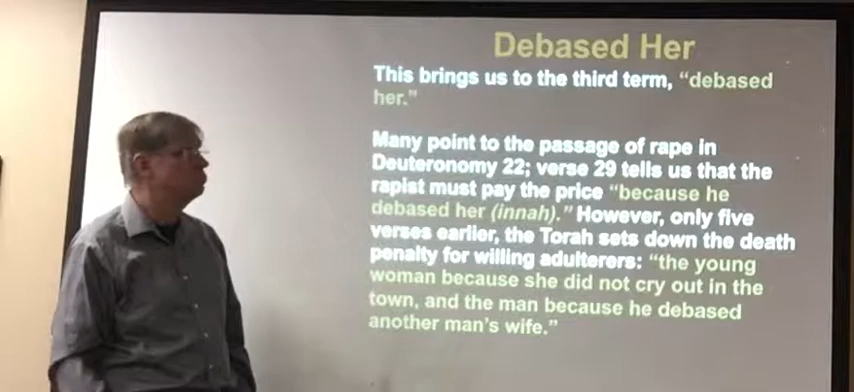 Debased Her
This brings us to the third term, “debased
her.”
Many point to the passage of rape in
Deuteronomy 22; verse 29 tells us that the
rapist must pay the price “because he
debased her (innah).” However, only five
verses earlier, the Torah sets down the death
penalty for willing adulterers: “the young
woman because she did not cry out in the
town, and the man because he debased
another man’s wife.”